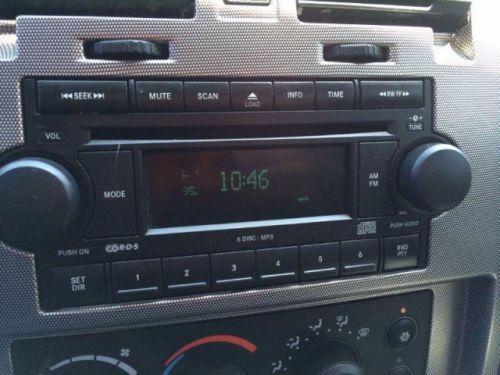 SEEK MUTE SCAN LOAD INFO TIME RW FF
VOL TUNE
MODE 10:46 AM FM
PUSH ON R·D·S 6 DISC · MP3 PUSH AUDIO
SET DIR 1 2 3 4 5 6 RND PTY